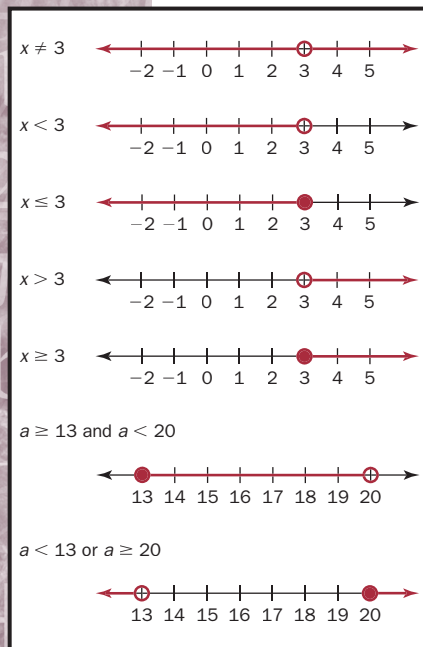 x ≠ 3
−2 −1 0 1 2 3 4 5
x < 3
−2 −1 0 1 2 3 4 5
x ≤ 3
−2 −1 0 1 2 3 4 5
x > 3
−2 −1 0 1 2 3 4 5
x ≥ 3
−2 −1 0 1 2 3 4 5
a ≥ 13 and a < 20
13 14 15 16 17 18 19 20
a < 13 or a ≥ 20
13 14 15 16 17 18 19 20